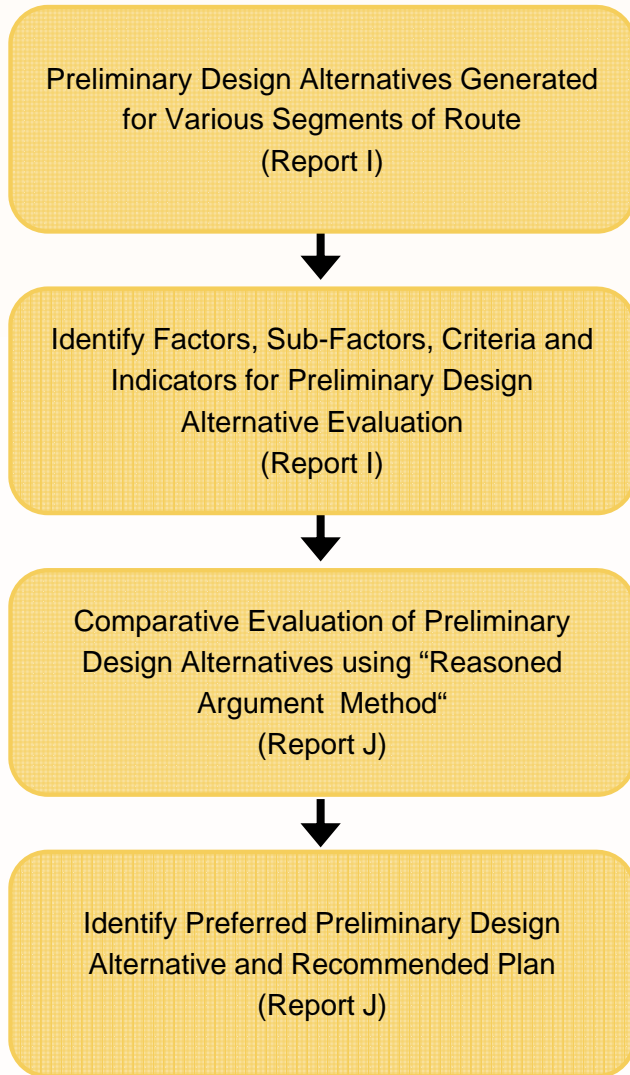 Preliminary Design Alternatives Generated
for Various Segments of Route
(Report I)
Identify Factors, Sub-Factors, Criteria and
Indicators for Preliminary Design
Alternative Evaluation
(Report I)
Comparative Evaluation of Preliminary
Design Alternatives using “Reasoned
Argument Method“
(Report J)
Identify Preferred Preliminary Design
Alternative and Recommended Plan
(Report J)